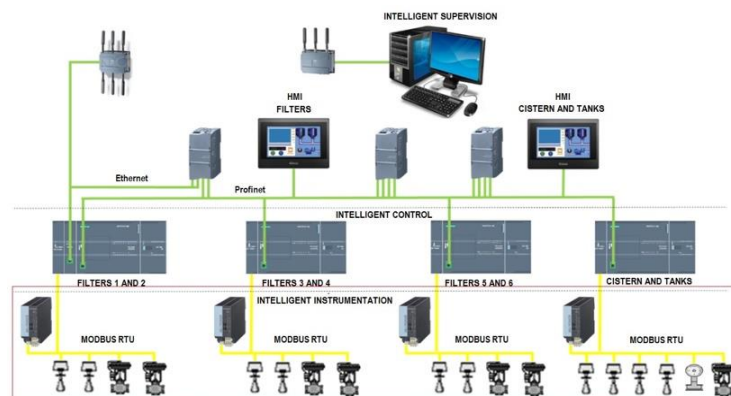 INTELLIGENT SUPERVISION
HMI
FILTERS
HMI
CISTERN AND TANKS
Ethernet
Profinet
INTELLIGENT CONTROL
FILTERS 1 AND 2
FILTERS 3 AND 4
FILTERS 5 AND 6
CISTERN AND TANKS
INTELLIGENT INSTRUMENTATION
MODBUS RTU
MODBUS RTU
MODBUS RTU
MODBUS RTU